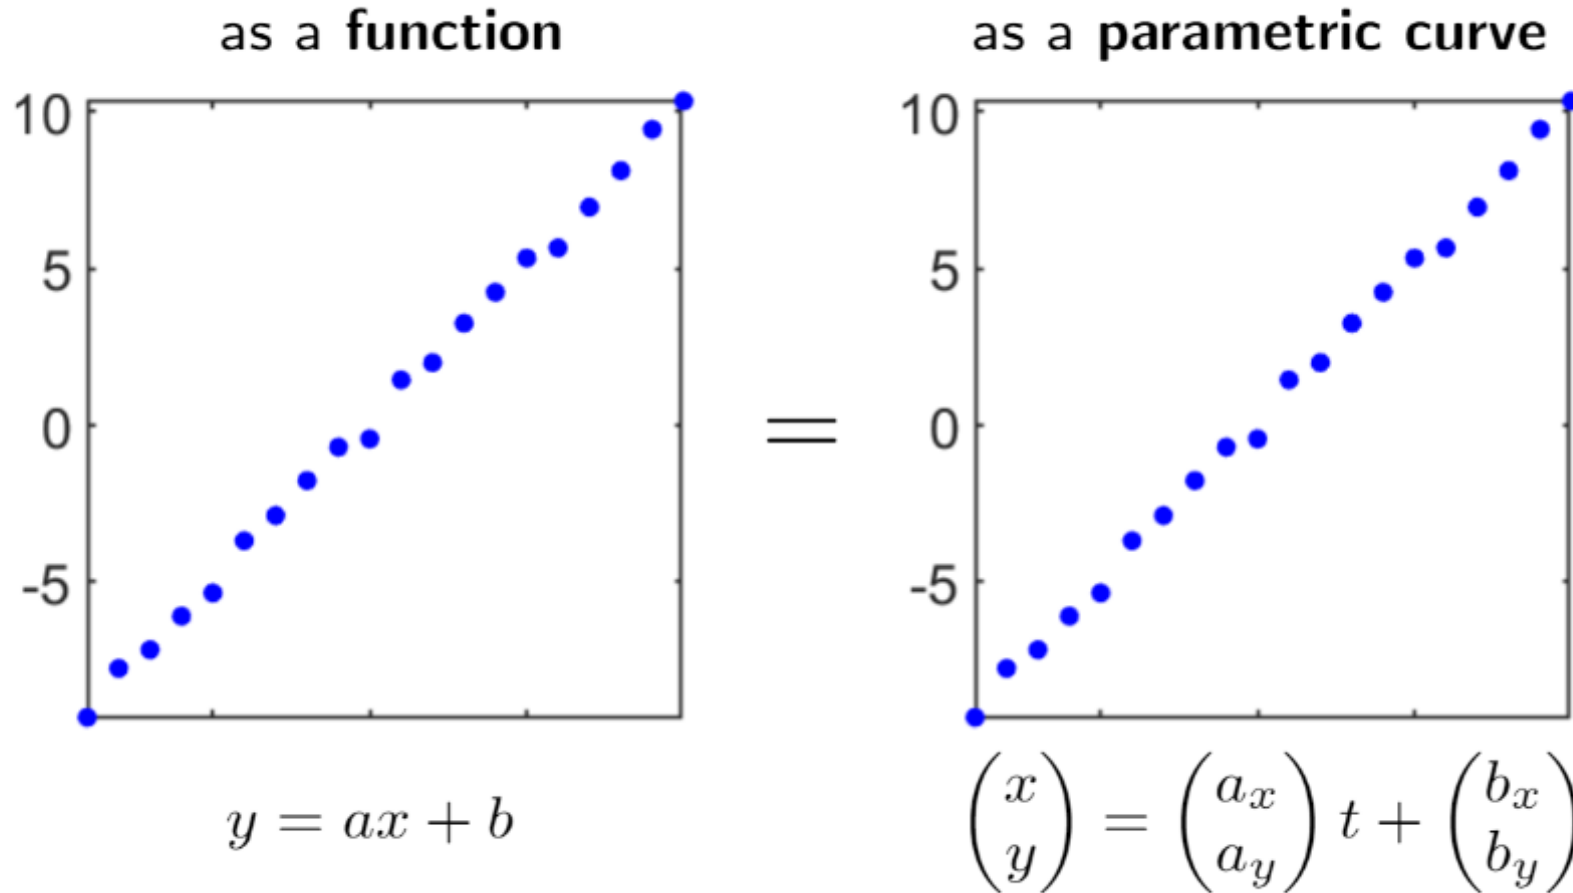 as a function
10
5
0
-5
y = ax + b
=
as a parametric curve
10
5
0
-5
(x y) = (a_x a_y) t + (b_x b_y)